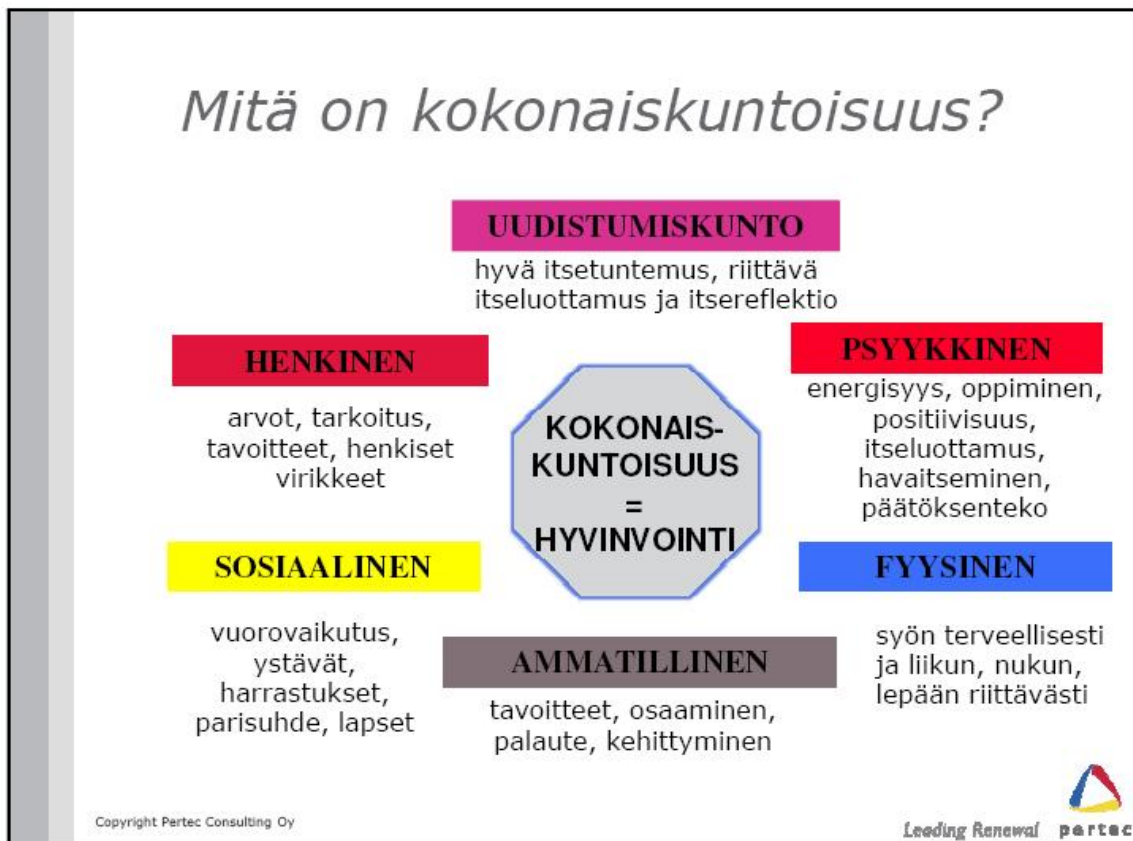 Mitä on kokonaiskuntoisuus?
UUDISTUMISKUNTO
hyvä itsetuntemus, riittävä
itseluottamus ja itsereflektio
HENKINEN
arvot, tarkoitus,
tavoitteet, henkiset
virikkeet
PSYYKKINEN
energisyys, oppiminen,
positiivisuus,
itseluottamus,
havaitseminen,
päätöksenteko
KOKONAIS-
KUNTOISUUS
=
HYVINVOINTI
SOSIAALINEN
vuorovaikutus,
ystävät,
harrastukset,
parisuhde, lapset
AMMATILLINEN
tavoitteet, osaaminen,
palaute, kehittyminen
FYYSINEN
syön terveellisesti
ja liikun, nukun,
lepään riittävästi
Copyright Pertec Consulting Oy
Leading Renewal pertec